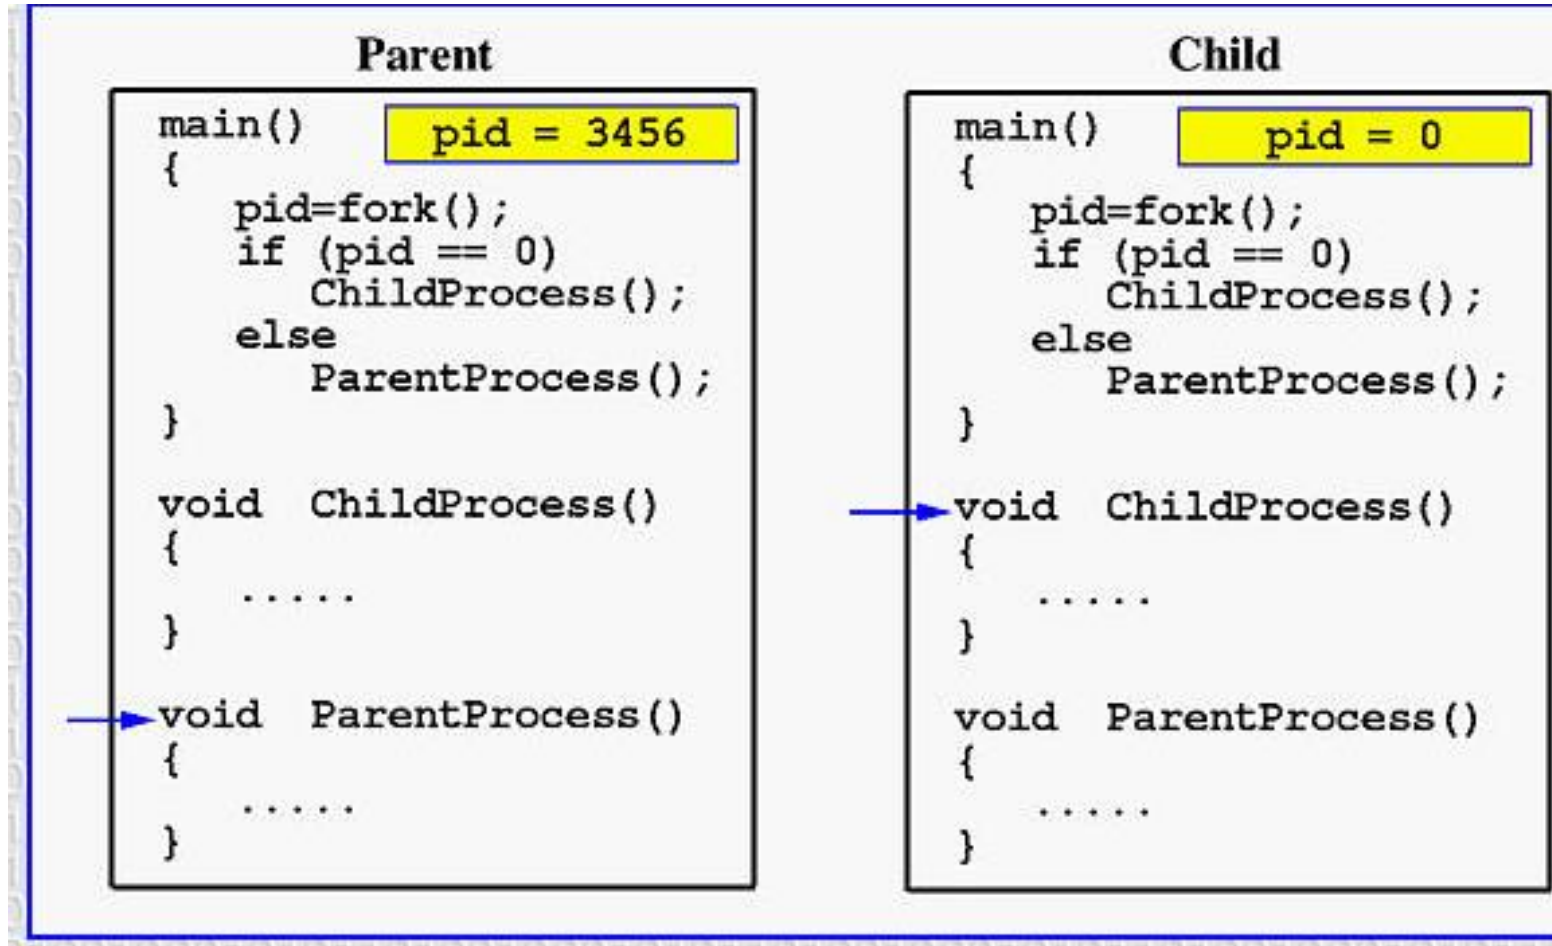 Parent
main()
pid = 3456
{
pid=fork();
if (pid == 0)
ChildProcess();
else
ParentProcess();
}
void ChildProcess()
{
.....
}
void ParentProcess()
{
.....
}
Child
main()
pid = 0
{
pid=fork();
if (pid == 0)
ChildProcess();
else
ParentProcess();
}
void ChildProcess()
{
.....
}
void ParentProcess()
{
.....
}